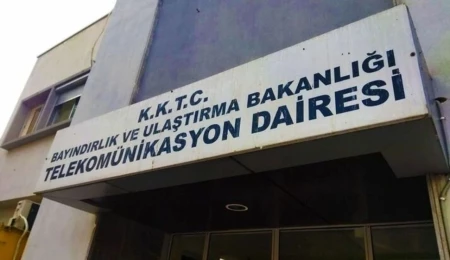 K.K.T.C.
BAYINDIRLIK VE ULAŞTIRMA BAKANLIĞI
TELEKOMÜNİKASYON DAİRESİ